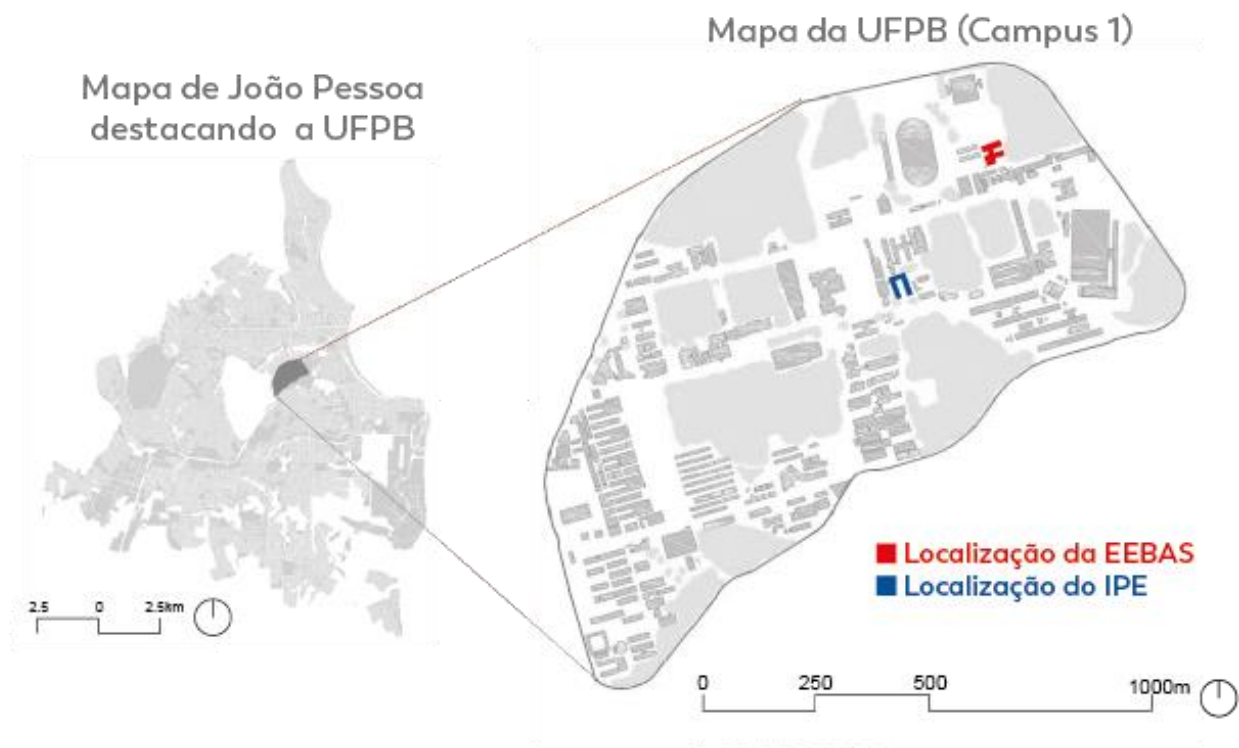 Mapa de João Pessoa
destacando a UFPB
Mapa da UFPB (Campus 1)
Localização da EEBAS
Localização do IPE
2.5 0 2.5km
0 250 500 1000m